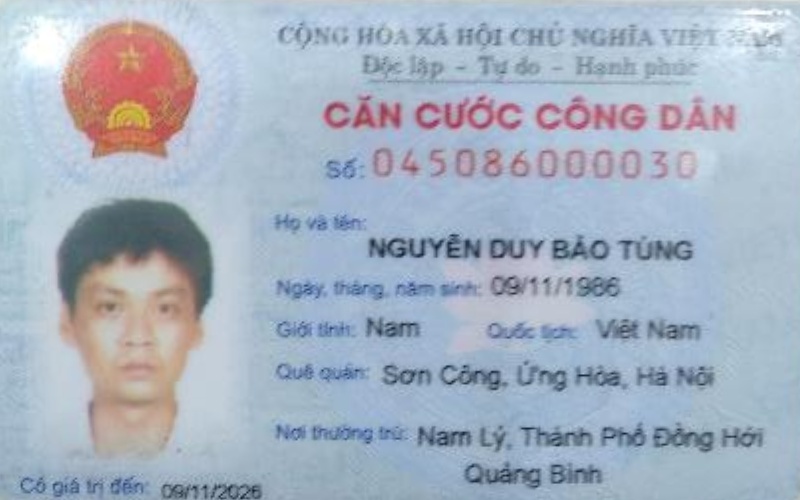 CỘNG HÒA XÃ HỘI CHỦ NGHĨA VIỆT NAM
Độc lập - Tự do - Hạnh phúc
CĂN CƯỚC CÔNG DÂN
Số: 045086000030
Họ và tên:
NGUYỄN DUY BẢO TÙNG
Ngày, tháng, năm sinh: 09/11/1986
Giới tính: Nam Quốc tịch: Việt Nam
Quê quán: Sơn Công, Ứng Hòa, Hà Nội
Nơi thường trú: Nam Lý, Thành Phố Đồng Hới
Quảng Bình
Có giá trị đến: 09/11/2026